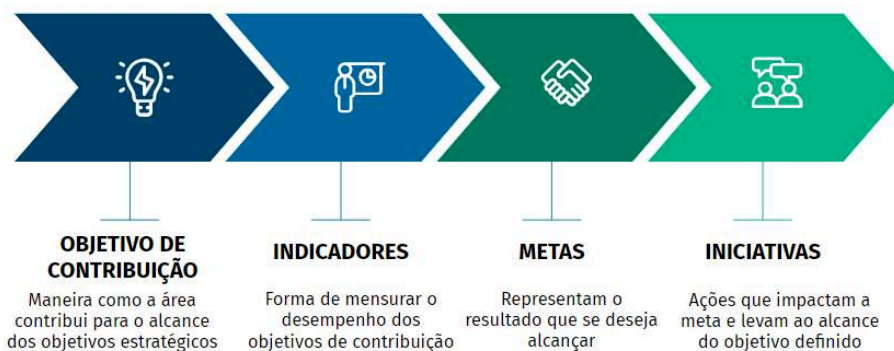 OBJETIVO DE
CONTRIBUIÇÃO
Maneira como a área
contribui para o alcance
dos objetivos estratégicos
INDICADORES
Forma de mensurar o
desempenho dos
objetivos de contribuição
METAS
Representam o
resultado que se deseja
alcançar
INICIATIVAS
Ações que impactam a
meta e levam ao alcance
do objetivo definido